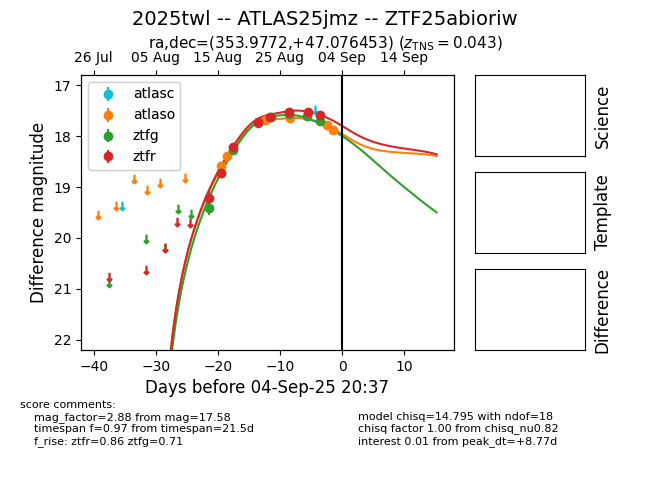 2025twl -- ATLAS25jmz -- ZTF25abioriw
ra,dec=(353.9772,+47.076453) (z_TNS = 0.043)
26 Jul 05 Aug 15 Aug 25 Aug 04 Sep 14 Sep
17
18
19
20
21
22
Difference magnitude
atlasc
atlaso
ztfg
ztfr
−40 −30 −20 −10 0 10
Days before 04-Sep-25 20:37
Science
Template
Difference
score comments:
mag_factor=2.88 from mag=17.58
timespan f=0.97 from timespan=21.5d
f_rise: ztfr=0.86 ztfg=0.71
model chisq=14.795 with ndof=18
chisq factor 1.00 from chisq_nu0.82
interest 0.01 from peak_dt=+8.77d